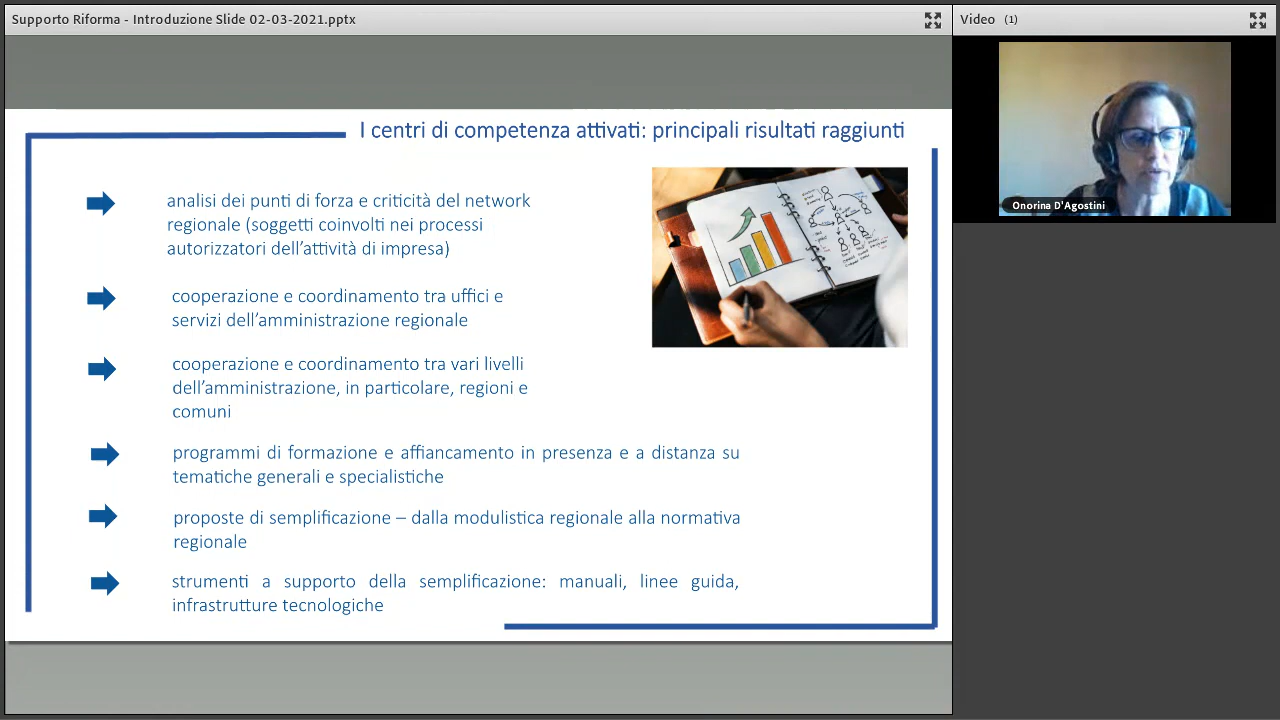 Supporto Riforma - Introduzione Slide 02-03-2021.pptx
Video (1)
Onorina D'Agostini
I centri di competenza attivati: principali risultati raggiunti
analisi dei punti di forza e criticità del network
regionale (soggetti coinvolti nei processi
autorizzatori dell'attività di impresa)
cooperazione e coordinamento tra uffici e
servizi dell'amministrazione regionale
cooperazione e coordinamento tra vari livelli
dell'amministrazione, in particolare, regioni e
comuni
programmi di formazione e affiancamento in presenza e a distanza su
tematiche generali e specialistiche
proposte di semplificazione – dalla modulistica regionale alla normativa
regionale
strumenti a supporto della semplificazione: manuali, linee guida,
infrastrutture tecnologiche